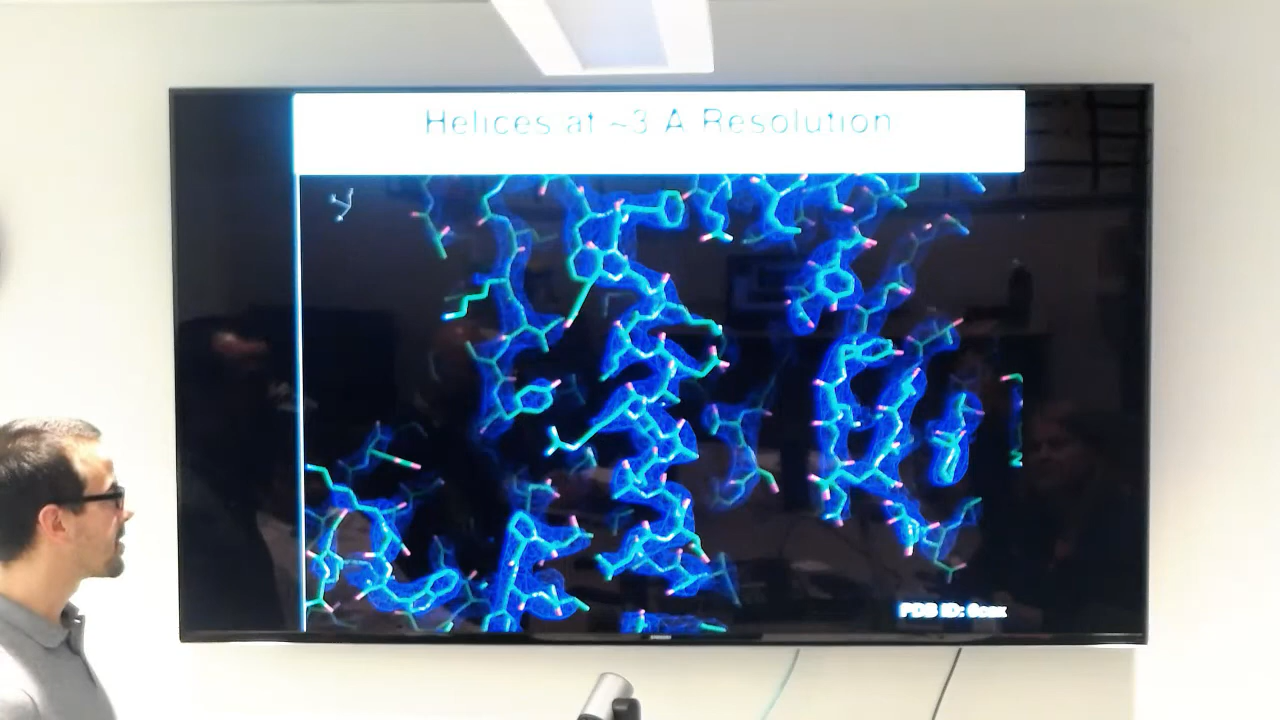 Helices at ~3 A Resolution
PDB ID: